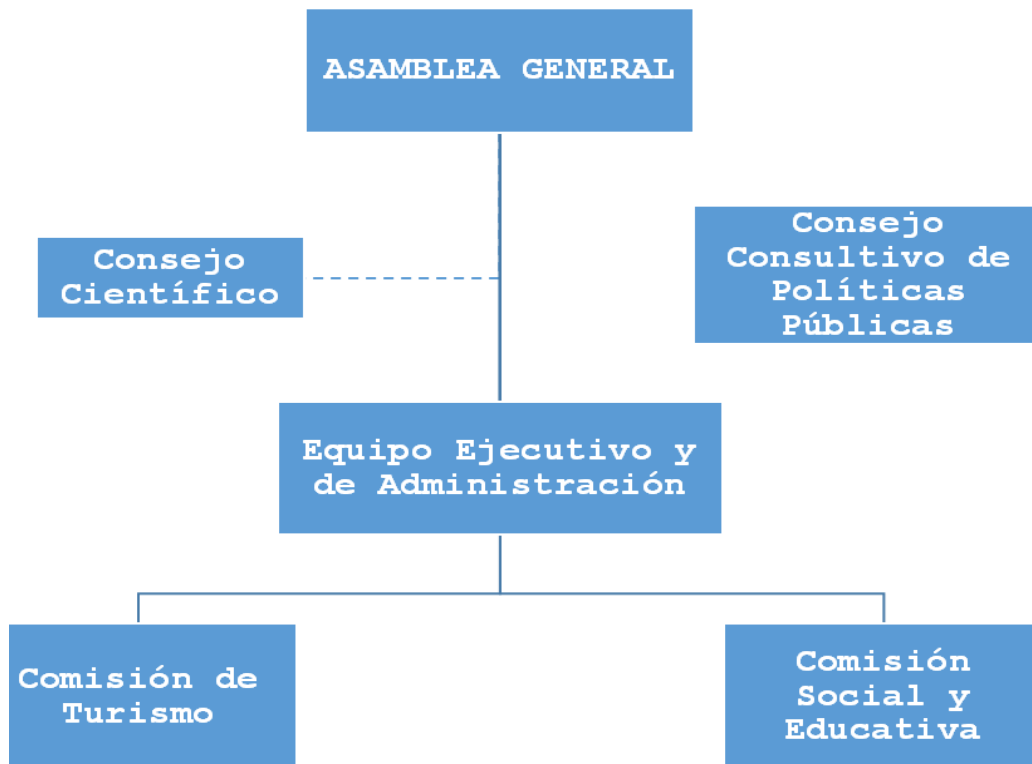 ASAMBLEA GENERAL
Consejo
Científico
Consejo
Consultivo de
Políticas
Públicas
Equipo Ejecutivo y
de Administración
Comisión de
Turismo
Comisión
Social y
Educativa